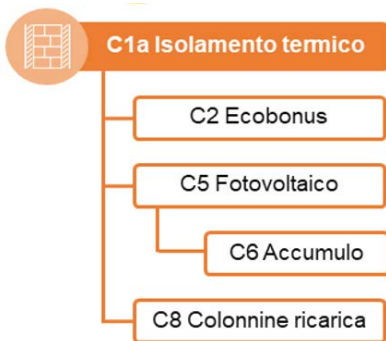 C1a Isolamento termico
C2 Ecobonus
C5 Fotovoltaico
C6 Accumulo
C8 Colonnine ricarica